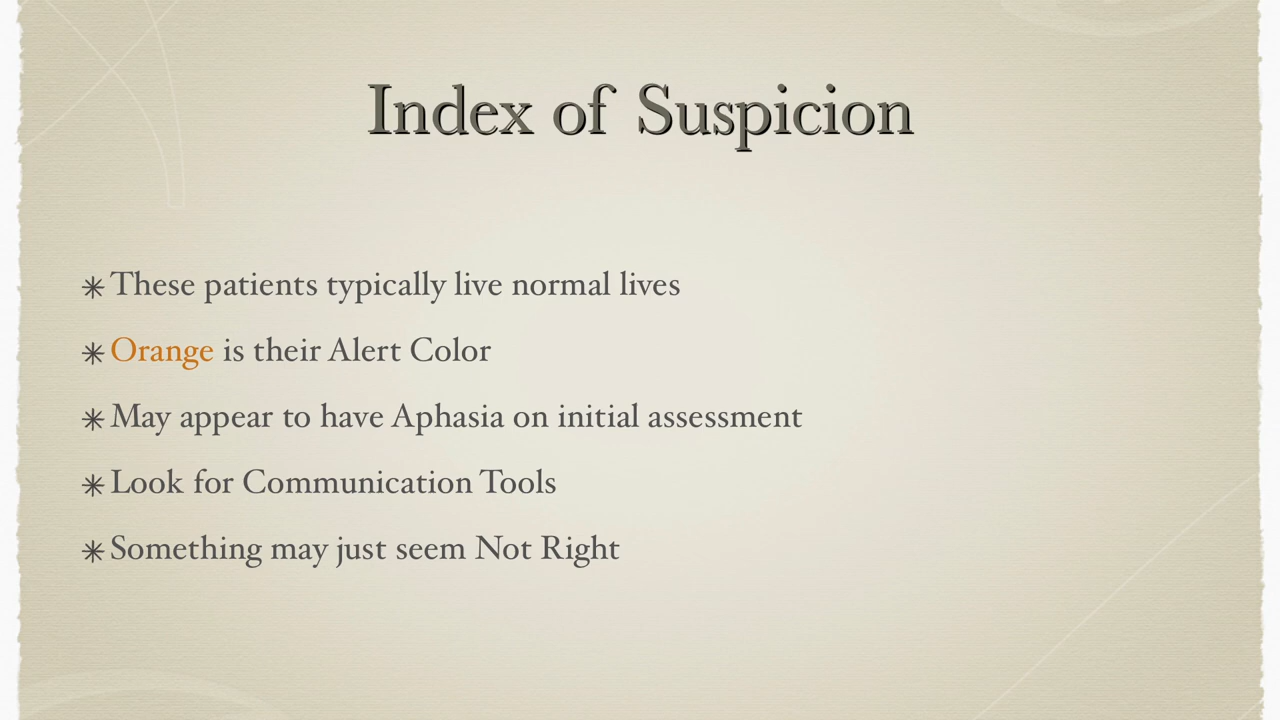 Index of Suspicion
✳These patients typically live normal lives
✳Orange is their Alert Color
✳May appear to have Aphasia on initial assessment
✳Look for Communication Tools
✳Something may just seem Not Right